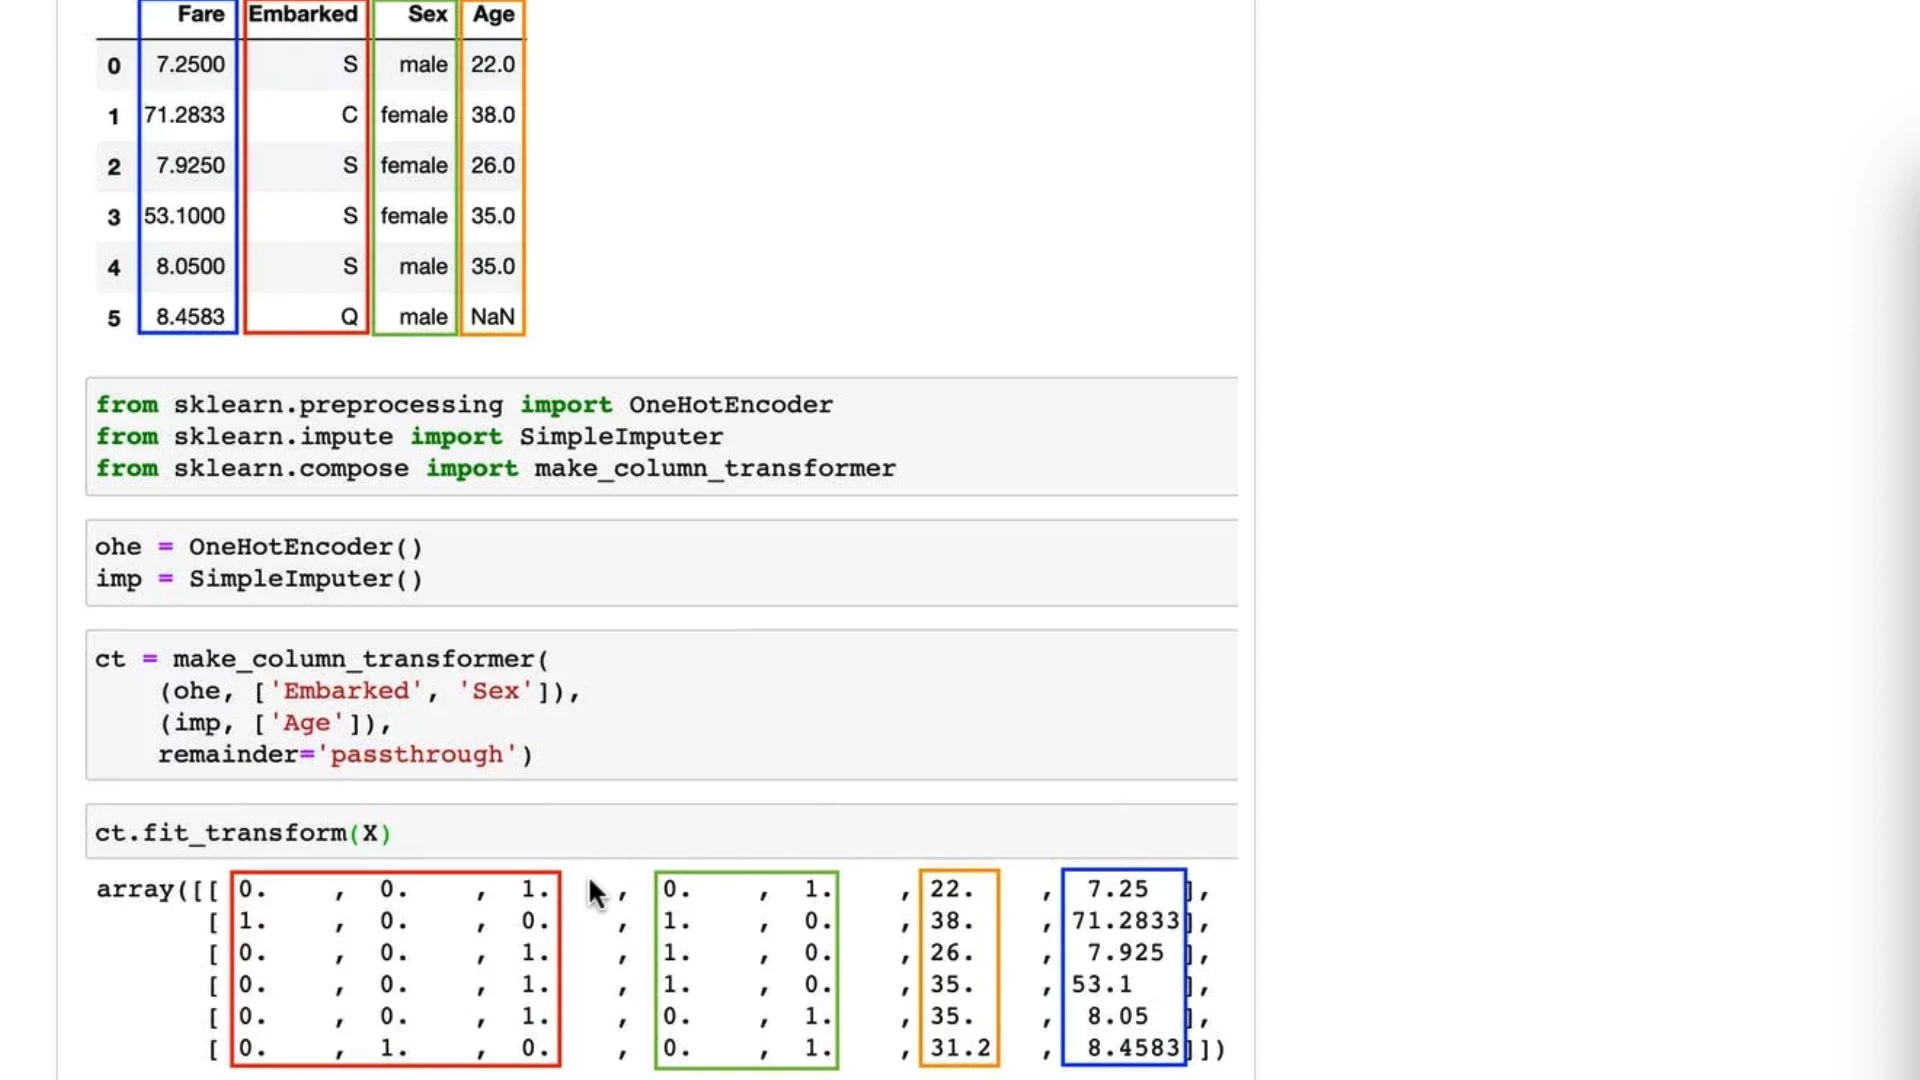 Fare Embarked Sex Age
0 7.2500 S male 22.0
1 71.2833 C female 38.0
2 7.9250 S female 26.0
3 53.1000 S female 35.0
4 8.0500 S male 35.0
5 8.4583 Q male NaN
from sklearn.preprocessing import OneHotEncoder
from sklearn.impute import SimpleImputer
from sklearn.compose import make_column_transformer
ohe = OneHotEncoder()
imp = SimpleImputer()
ct = make_column_transformer(
    (ohe, ['Embarked', 'Sex']),
    (imp, ['Age']),
    remainder='passthrough')
ct.fit_transform(X)
array([[ 0.    , 0.    , 1.    , 0.    , 1.    , 22.    , 7.25  ],
[ 1.    , 0.    , 0.    , 1.    , 0.    , 38.    , 71.2833],
[ 0.    , 0.    , 1.    , 1.    , 0.    , 26.    , 7.925 ],
[ 0.    , 0.    , 1.    , 1.    , 0.    , 35.    , 53.1   ],
[ 0.    , 0.    , 1.    , 0.    , 1.    , 35.    , 8.05  ],
[ 0.    , 1.    , 0.    , 0.    , 1.    , 31.2   , 8.4583]])